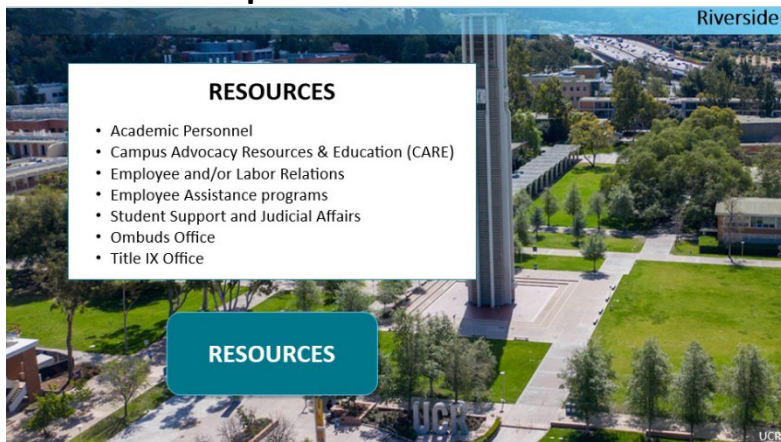 Riverside
RESOURCES
• Academic Personnel
• Campus Advocacy Resources & Education (CARE)
• Employee and/or Labor Relations
• Employee Assistance programs
• Student Support and Judicial Affairs
• Ombuds Office
• Title IX Office
RESOURCES
UCR
UCR